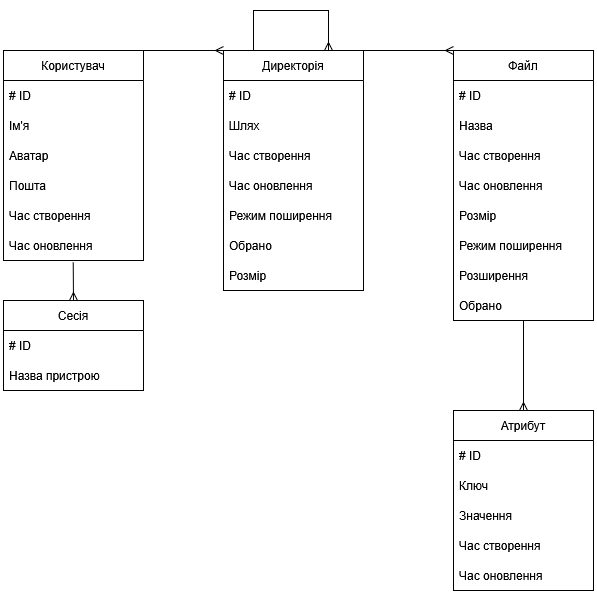 Користувач
# ID
Ім'я
Аватар
Пошта
Час створення
Час оновлення
Сесія
# ID
Назва пристрою
Директорія
# ID
Шлях
Час створення
Час оновлення
Режим поширення
Обрано
Розмір
Файл
# ID
Назва
Час створення
Час оновлення
Розмір
Режим поширення
Розширення
Обрано
Атрибут
# ID
Ключ
Значення
Час створення
Час оновлення